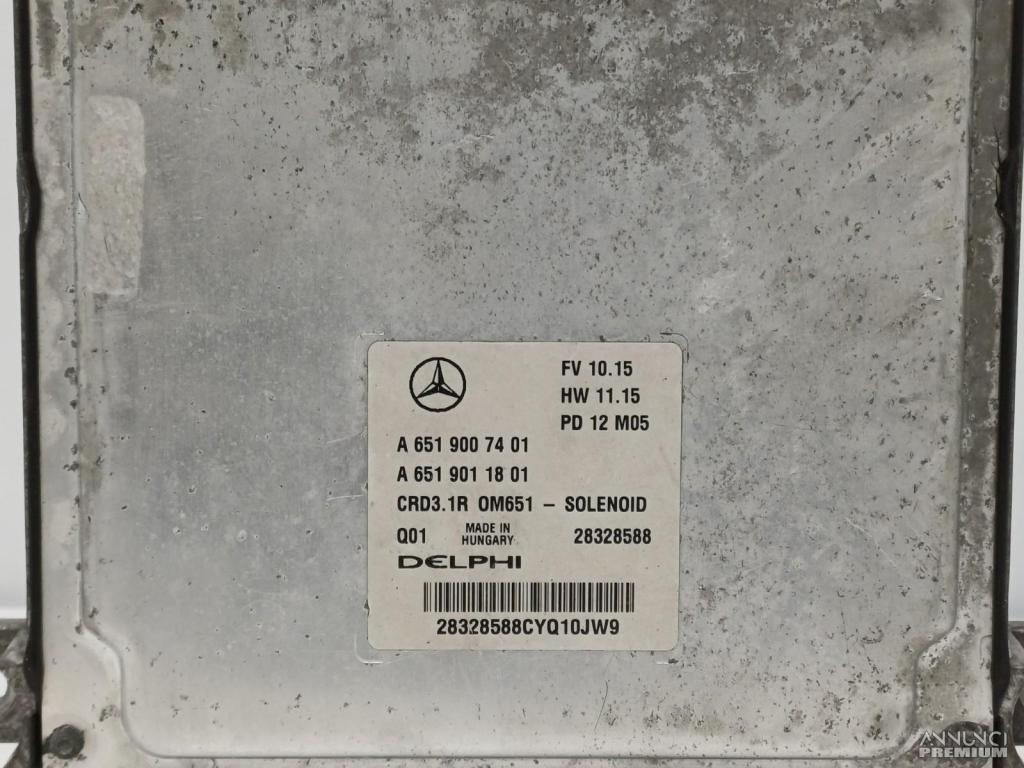 FV 10.15
HW 11.15
PD 12 M05
A 651 900 74 01
A 651 901 18 01
CRD3.1R OM651 – SOLENOID
Q01 MADE IN HUNGARY 28328588
DELPHI
28328588CYQ10JW9
ANNUNCI
PREMIUM